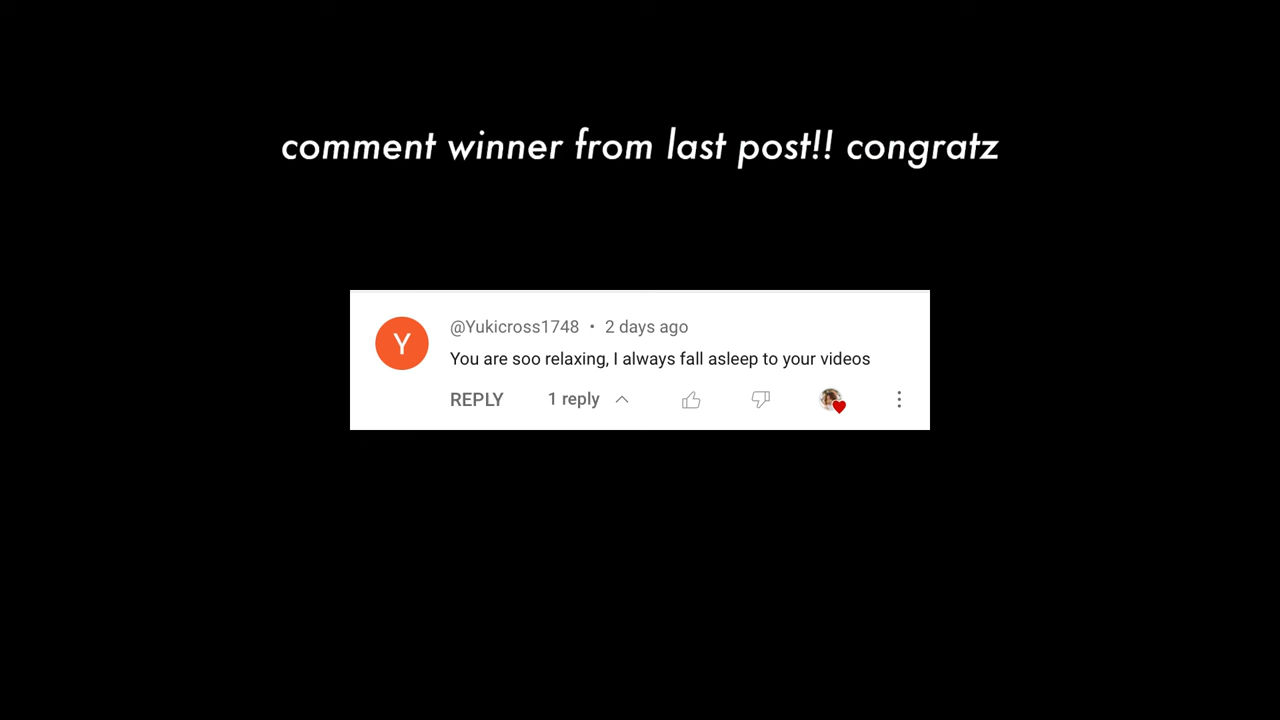 comment winner from last post!! congratz
Y
@Yukicross1748 • 2 days ago
You are soo relaxing, I always fall asleep to your videos
REPLY 1 reply